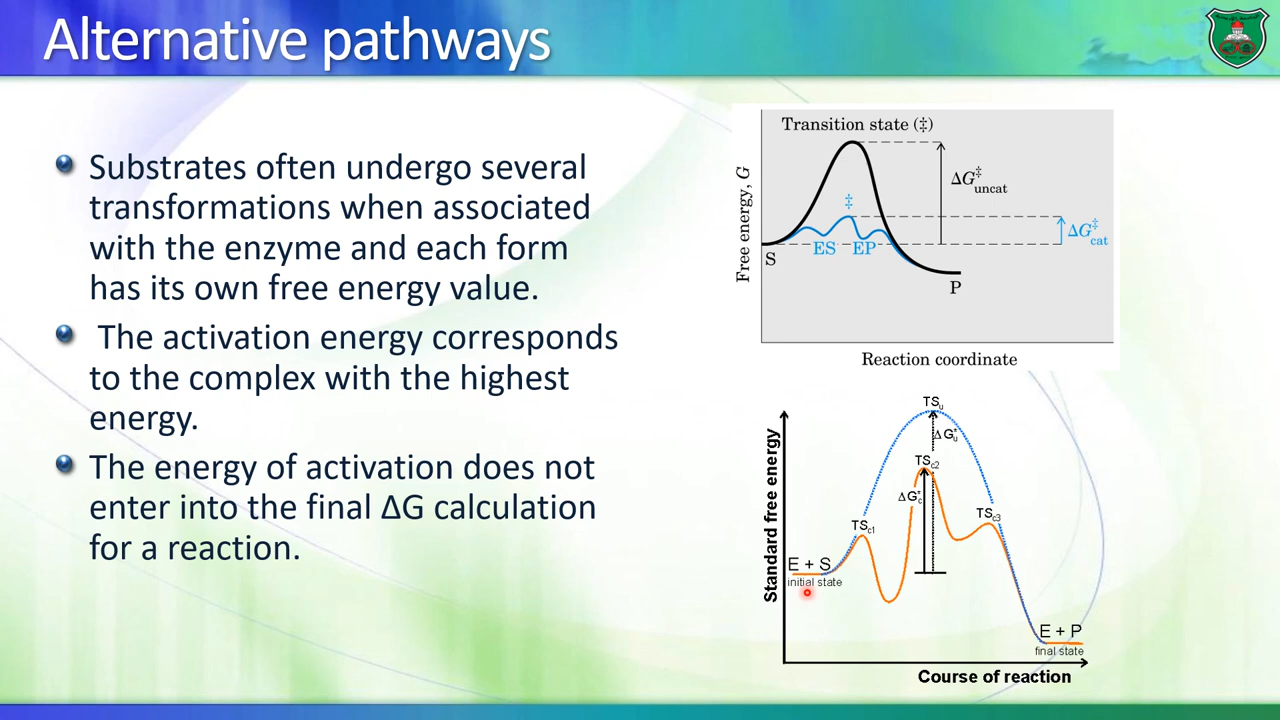 Alternative pathways
Substrates often undergo several
transformations when associated
with the enzyme and each form
has its own free energy value.
The activation energy corresponds
to the complex with the highest
energy.
The energy of activation does not
enter into the final ΔG calculation
for a reaction.
Transition state (‡)
Free energy, G
ΔG‡uncat
‡
ΔG‡cat
S
ES
EP
P
Reaction coordinate
Standard free energy
TSu
ΔGu*
TSc2
ΔGc*
TSc1
TSc3
E + S
initial state
E + P
final state
Course of reaction